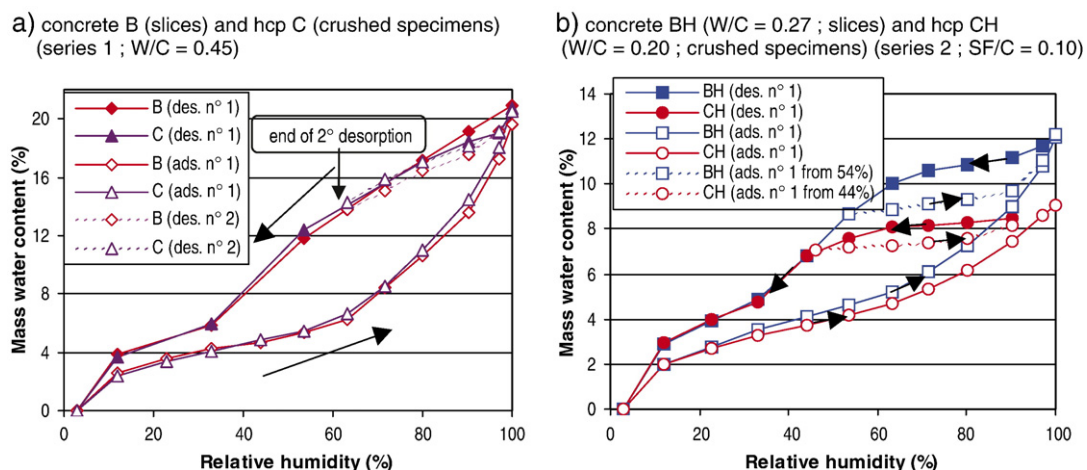 a) concrete B (slices) and hcp C (crushed specimens)
(series 1 ; W/C = 0.45)
B (des. n° 1)
C (des. n° 1)
B (ads. n° 1)
C (ads. n° 1)
B (des. n° 2)
C (des. n° 2)
end of 2° desorption
Mass water content (%)
20
16
12
8
4
0
0 20 40 60 80 100
Relative humidity (%)
b) concrete BH (W/C = 0.27 ; slices) and hcp CH
(W/C = 0.20 ; crushed specimens) (series 2 ; SF/C = 0.10)
BH (des. n° 1)
CH (des. n° 1)
BH (ads. n° 1)
CH (ads. n° 1)
BH (ads. n° 1 from 54%)
CH (ads. n° 1 from 44%)
Mass water content (%)
14
12
10
8
6
4
2
0
0 20 40 60 80 100
Relative humidity (%)